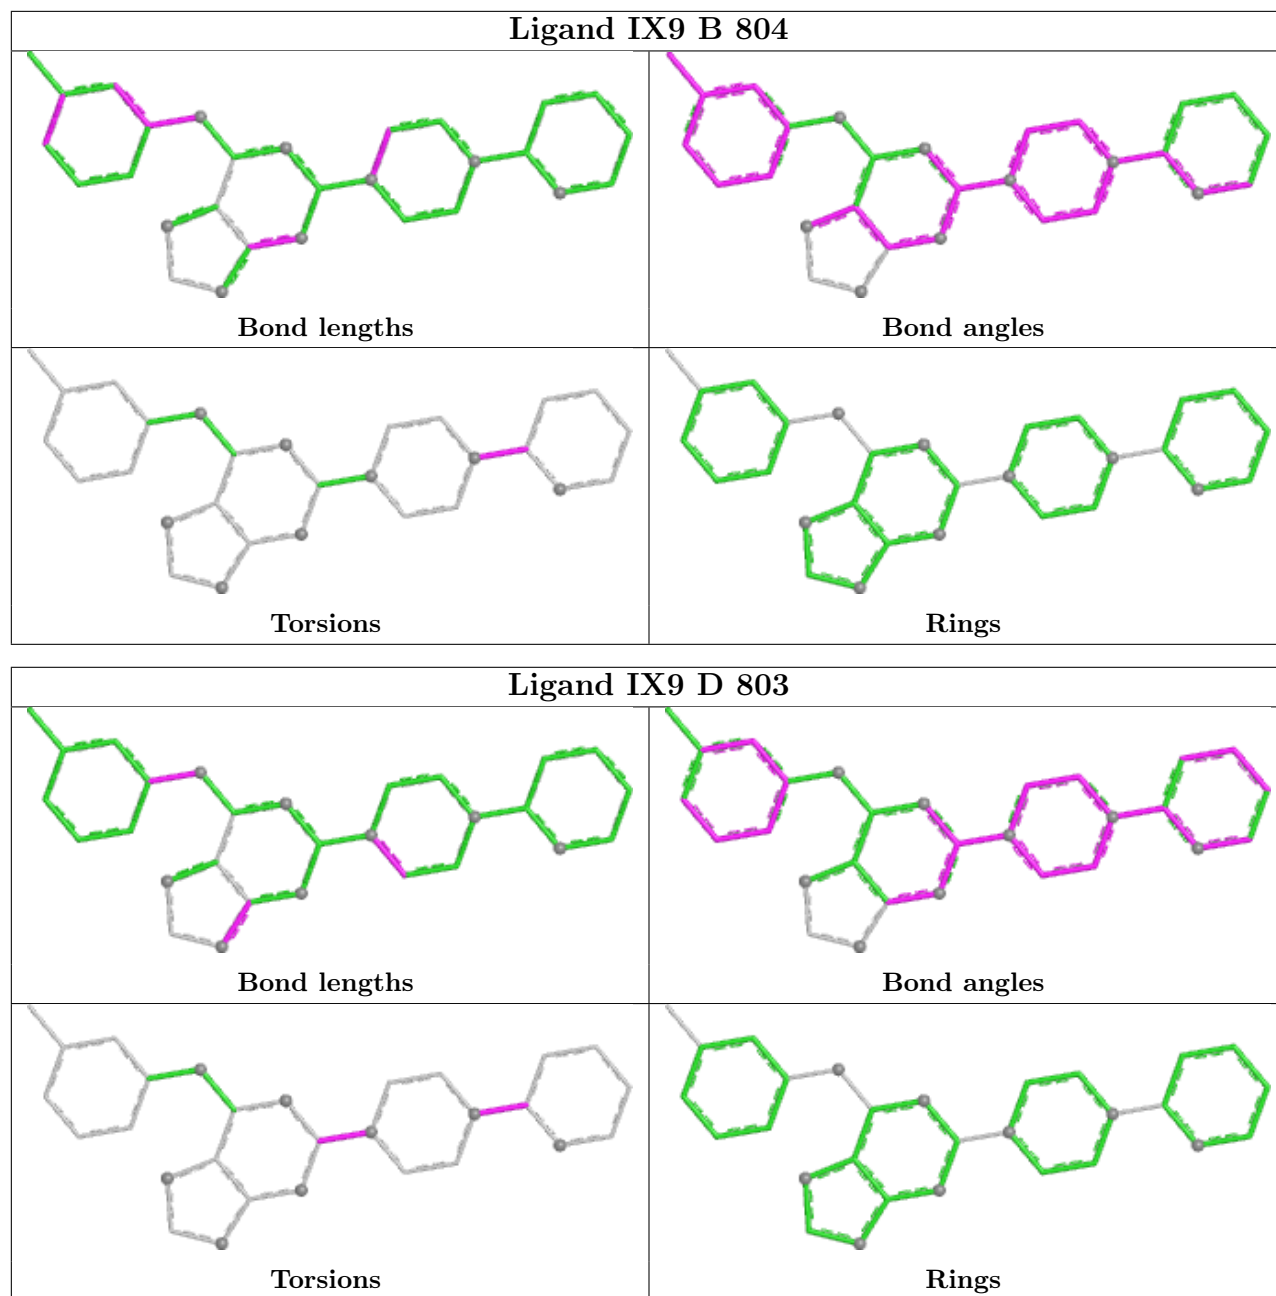 Ligand IX9 B 804
Bond lengths
Bond angles
Torsions
Rings
Ligand IX9 D 803
Bond lengths
Bond angles
Torsions
Rings